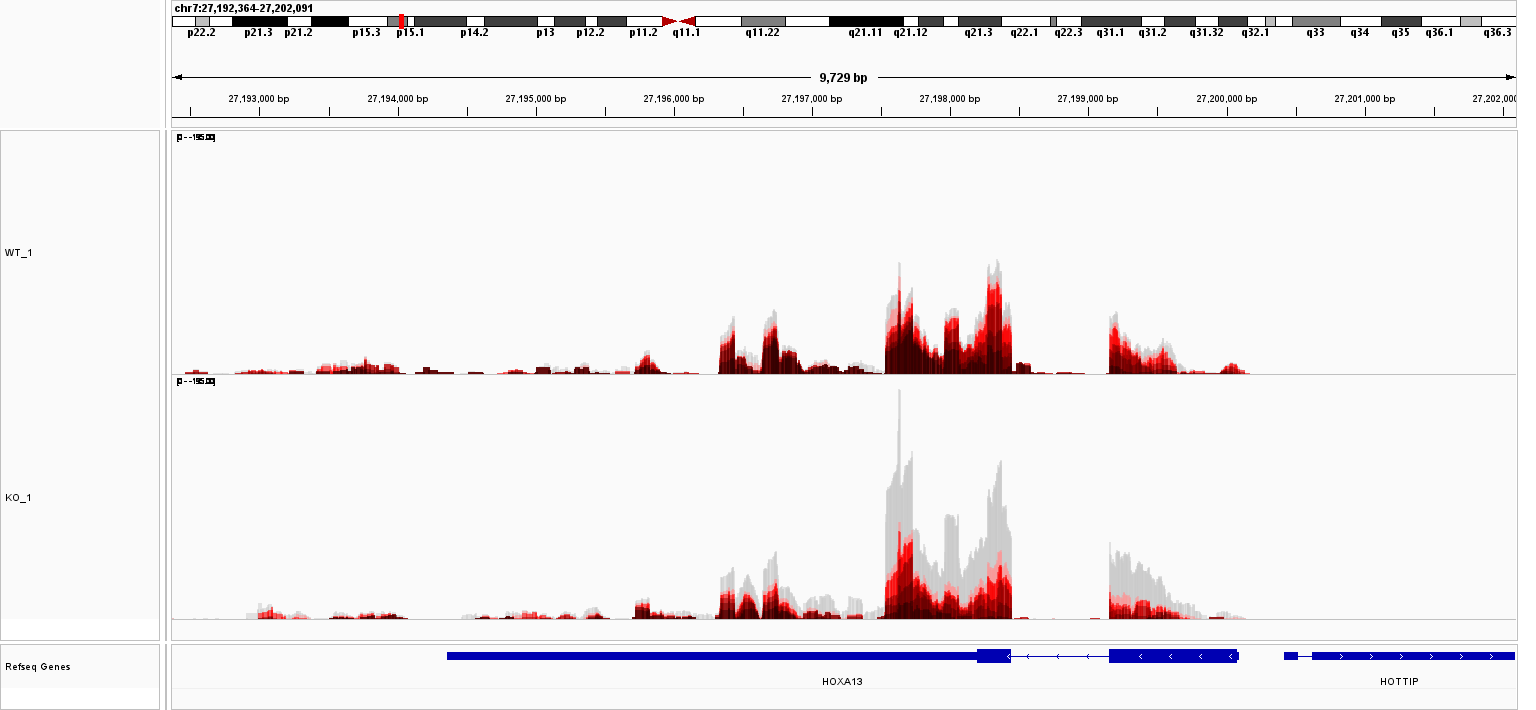 chr7:27,192,364-27,202,091
p22.2 p21.3 p21.2 p15.3 p15.1 p14.2 p13 p12.2 p11.2 q11.1 q11.22 q21.11 q21.12 q21.3 q22.1 q22.3 q31.1 q31.2 q31.32 q32.1 q33 q34 q35 q36.1 q36.3
9,729 bp
27,193,000 bp 27,194,000 bp 27,195,000 bp 27,196,000 bp 27,197,000 bp 27,198,000 bp 27,199,000 bp 27,200,000 bp 27,201,000 bp 27,202,000
WT_1
KO_1
Refseq Genes
HOXA13 HOTTIP